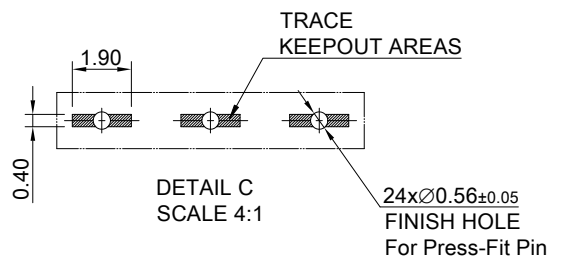 TRACE
KEEPOUT AREAS
1.90
0.40
DETAIL C
SCALE 4:1
24x∅0.56±0.05
FINISH HOLE
For Press-Fit Pin